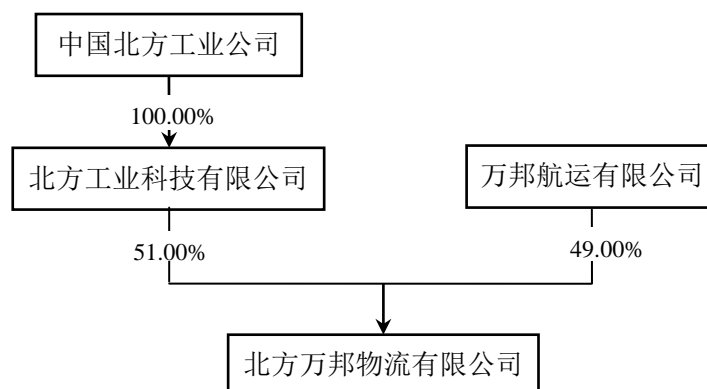 中国北方工业公司
100.00%
北方工业科技有限公司
万邦航运有限公司
51.00%
49.00%
北方万邦物流有限公司